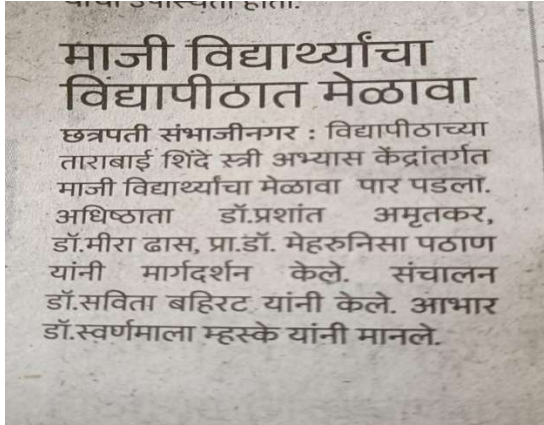 यांची उपस्थिती होती.
माजी विद्यार्थ्यांचा
विद्यापीठात मेळावा
छत्रपती संभाजीनगर : विद्यापीठाच्या
ताराबाई शिंदे स्त्री अभ्यास केंद्रांतर्गत
माजी विद्यार्थ्यांचा मेळावा पार पडला.
अधिष्ठाता डॉ.प्रशांत अमृतकर,
डॉ.मीरा ढास, प्रा.डॉ. मेहरुनिसा पठाण
यांनी मार्गदर्शन केले. संचालन
डॉ.सविता बहिरट यांनी केले. आभार
डॉ.स्वर्णमाला म्हस्के यांनी मानले.